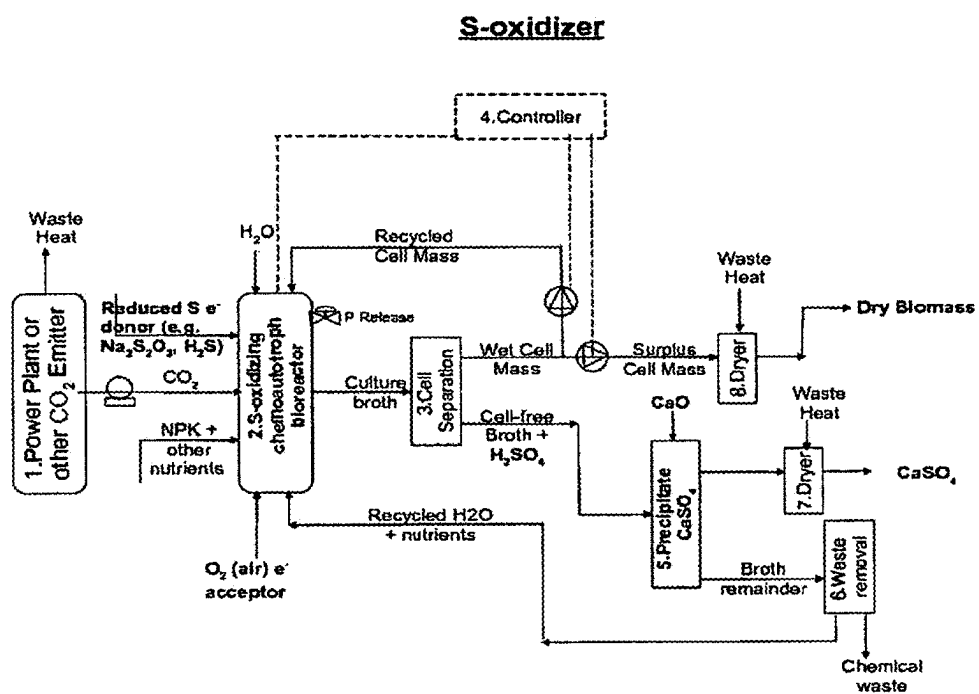 S-oxidizer
4.Controller
Waste
Heat
H₂O
Recycled
Cell Mass
Waste
Heat
Dry Biomass
1.Power Plant or
other CO₂ Emitter
Reduced S e⁻
donor (e.g.
Na₂S₂O₃, H₂S)
P Release
CO₂
2.S-oxidizing
chemoautotroph
bioreactor
Culture
broth
3.Cell
Separation
Wet Cell
Mass
Surplus
Cell Mass
8.Dryer
NPK +
other
nutrients
Cell-free
Broth +
H₂SO₄
CaO
Waste
Heat
5.Precipitate
CaSO₄
7.Dryer
CaSO₄
Recycled H2O
+ nutrients
O₂ (air) e⁻
acceptor
Broth
remainder
6.Waste
removal
Chemical
waste